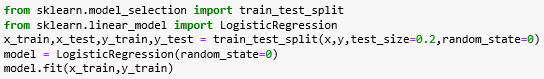 from sklearn.model_selection import train_test_split
from sklearn.linear_model import LogisticRegression
x_train,x_test,y_train,y_test = train_test_split(x,y,test_size=0.2,random_state=0)
model = LogisticRegression(random_state=0)
model.fit(x_train,y_train)